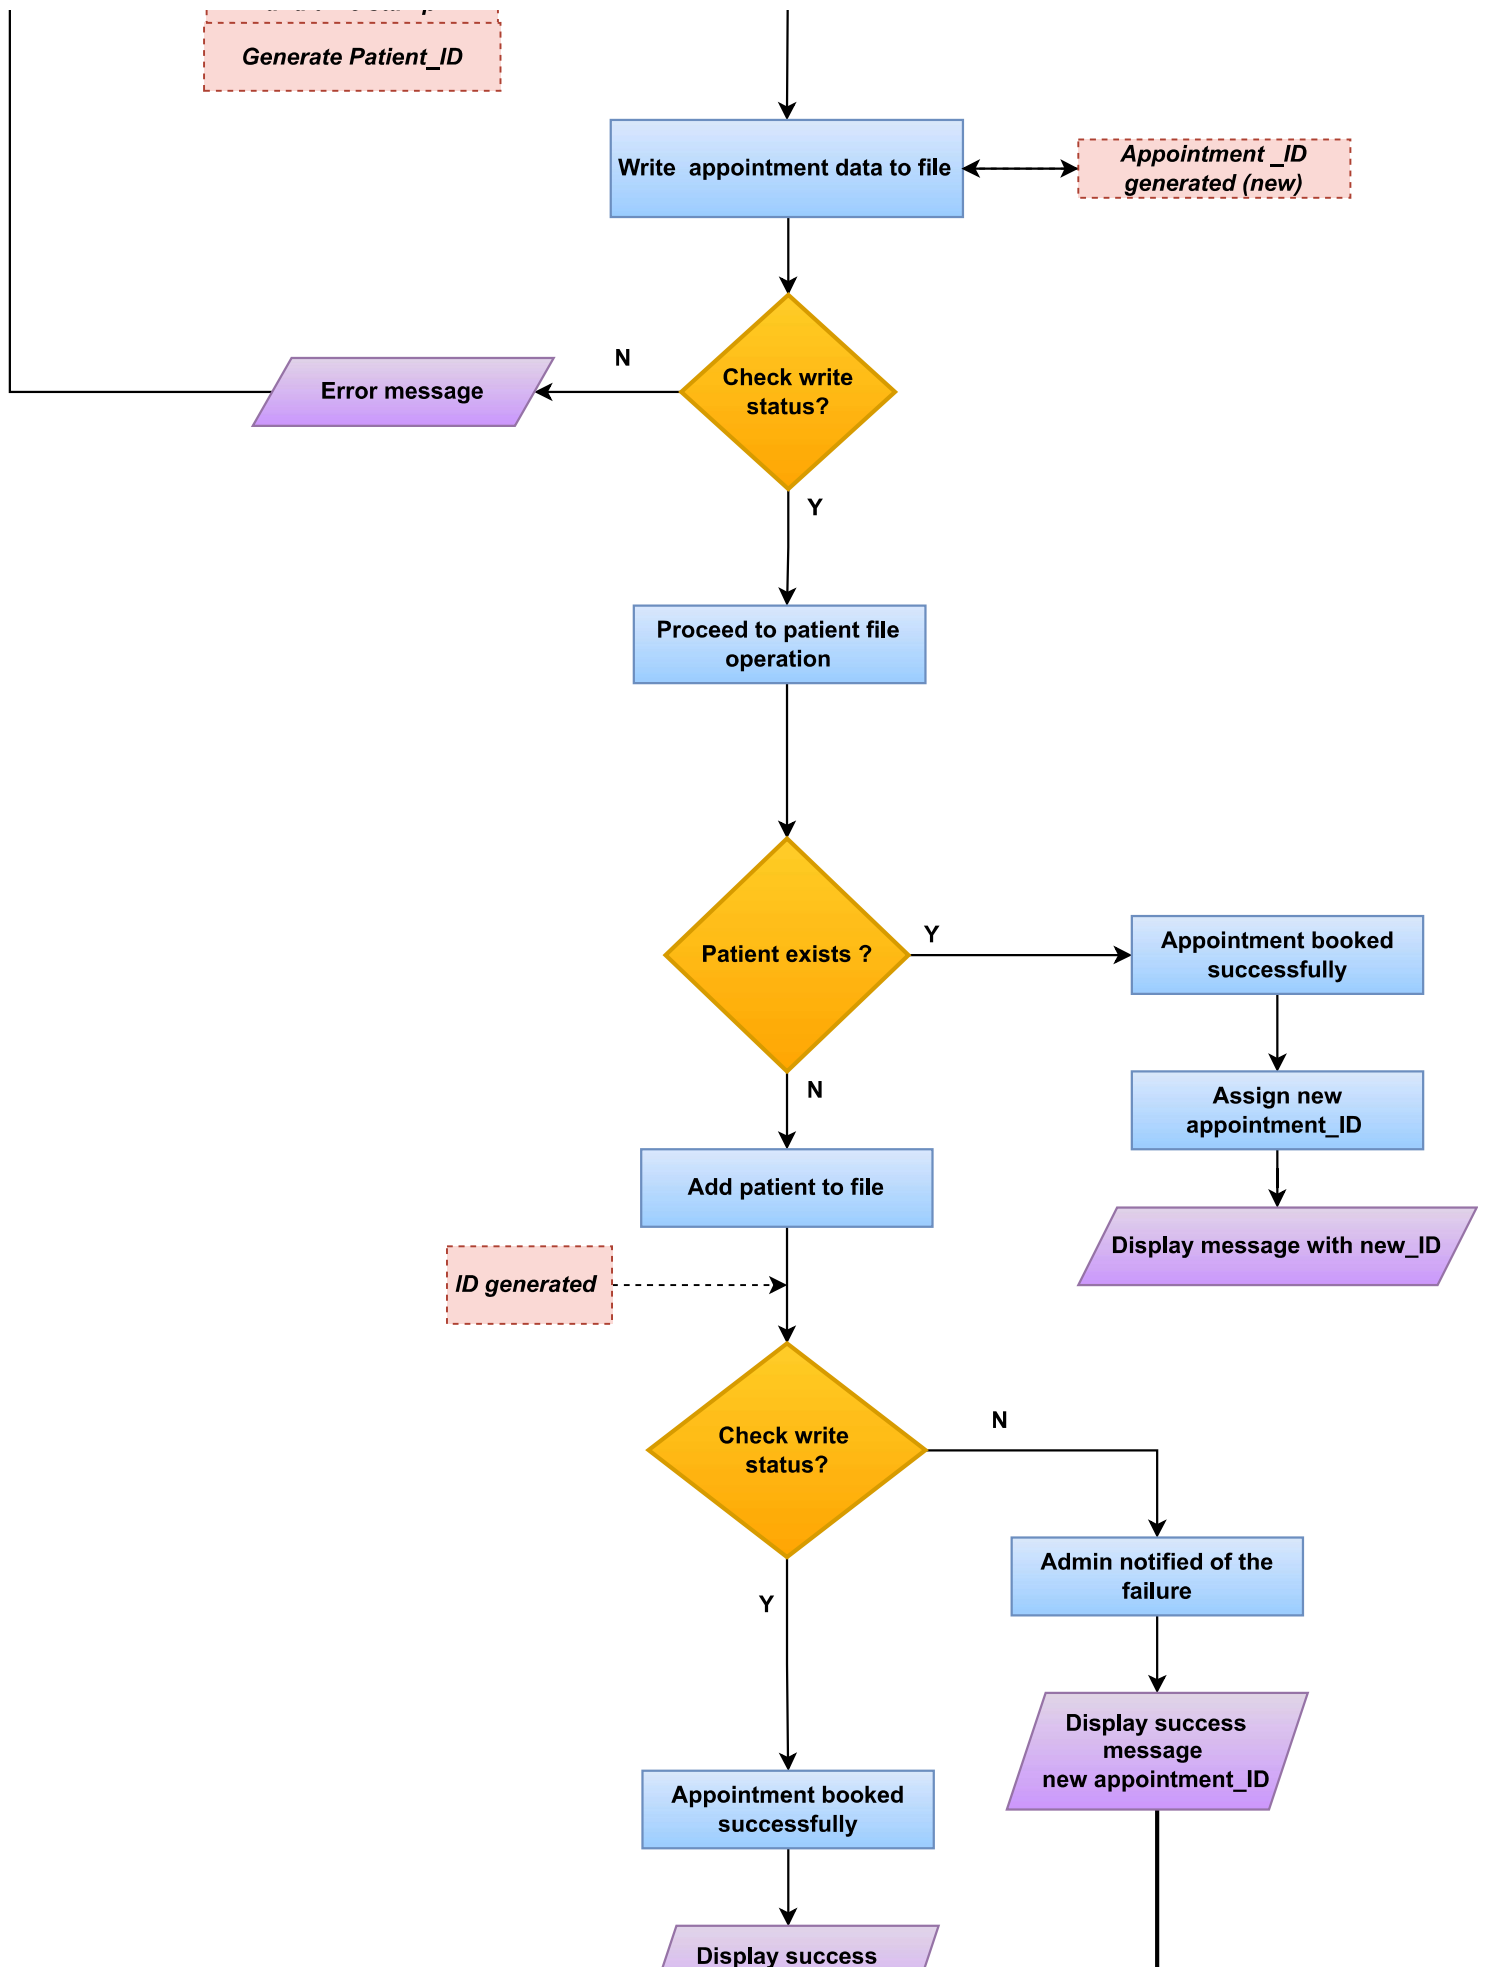 Generate Patient_ID
Write appointment data to file
Appointment _ID
generated (new)
N
Error message
Check write
status?
Y
Proceed to patient file
operation
Patient exists ?
Y
Appointment booked
successfully
N
Assign new
appointment_ID
Add patient to file
Display message with new_ID
ID generated
Check write
status?
N
Admin notified of the
failure
Y
Display success
message
new appointment_ID
Appointment booked
successfully
Display success